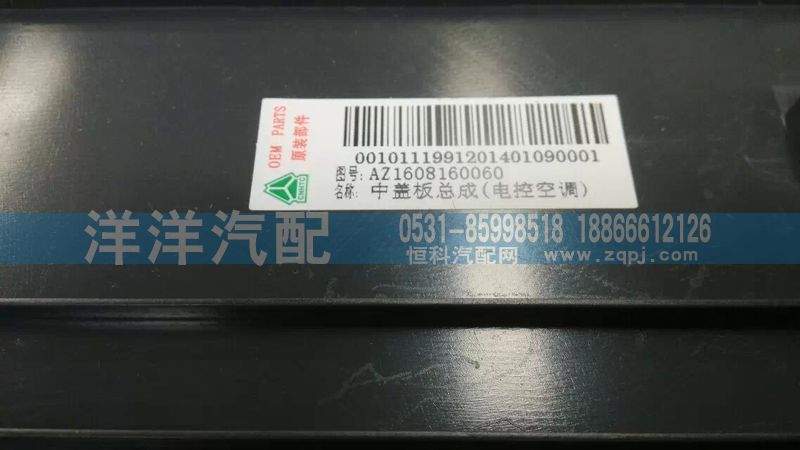 OEM PARTS
原装部件
CNHTC
0010111991201401090001
图号: AZ1608160060
名称: 中盖板总成(电控空调)
洋洋汽配
0531-85998518 18866612126
恒科汽配网 www.zqpj.com